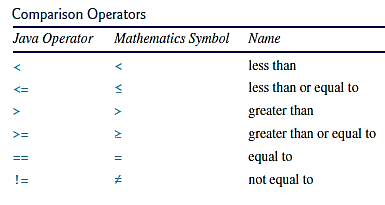 Comparison Operators
Java Operator Mathematics Symbol Name
< < less than
<= ≤ less than or equal to
> > greater than
>= ≥ greater than or equal to
== = equal to
!= ≠ not equal to